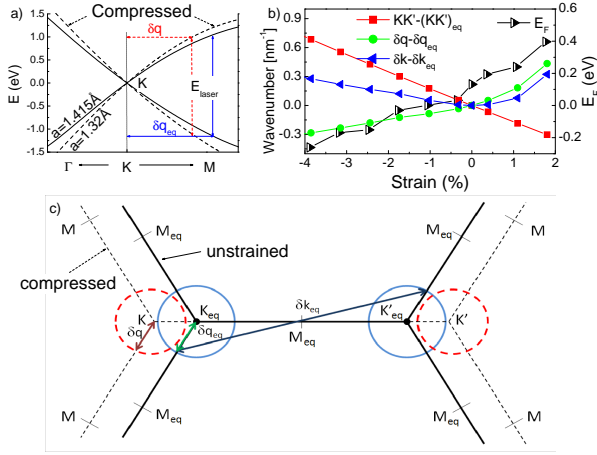 a)
Compressed
δq
K
E_laser
δq_eq
a=1.415Å
a=1.32Å
E (eV)
1.5
1.0
0.5
0.0
-0.5
-1.0
-1.5
Γ K M
b)
KK'-(KK')_eq
δq-δq_eq
δk-δk_eq
E_F
Wavenumber [nm⁻¹]
0.9
0.6
0.3
0.0
-0.3
E_F (eV)
0.6
0.4
0.2
0.0
-0.2
-4 -3 -2 -1 0 1 2
Strain (%)
c)
M
M_eq
unstrained
compressed
M_eq
M
K
K_eq
δq
δq_eq
δk_eq
M_eq
K'_eq
K'
M
M_eq
M_eq
M